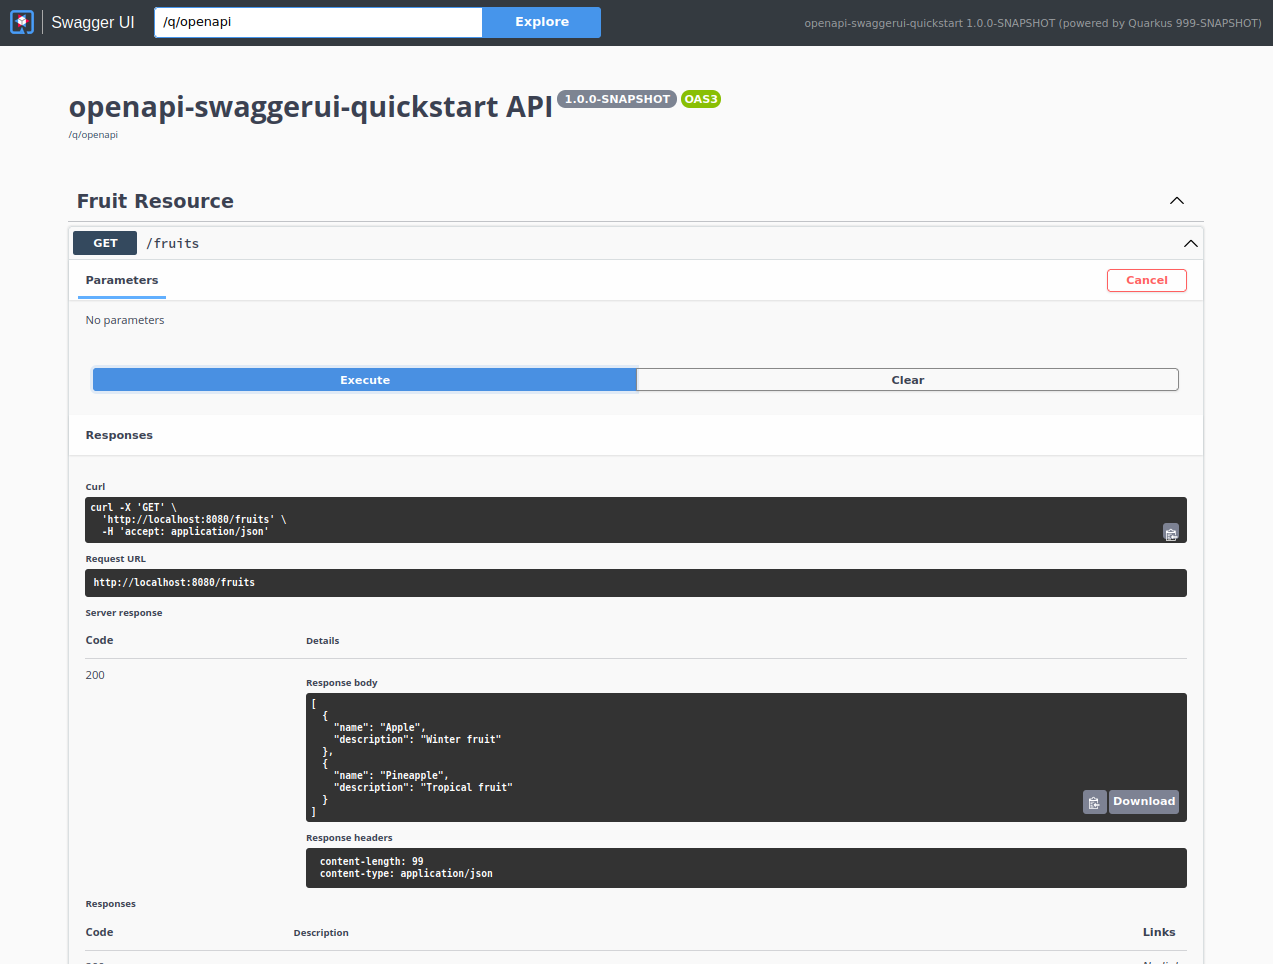 Swagger UI
/q/openapi
Explore
openapi-swaggerui-quickstart 1.0.0-SNAPSHOT (powered by Quarkus 999-SNAPSHOT)
openapi-swaggerui-quickstart API 1.0.0-SNAPSHOT OAS3
/q/openapi
Fruit Resource
GET /fruits
Parameters
Cancel
No parameters
Execute
Clear
Responses
Curl
curl -X 'GET' \
  'http://localhost:8080/fruits' \
  -H 'accept: application/json'
Request URL
http://localhost:8080/fruits
Server response
Code Details
200
Response body
[
  {
    "name": "Apple",
    "description": "Winter fruit"
  },
  {
    "name": "Pineapple",
    "description": "Tropical fruit"
  }
]
Download
Response headers
content-length: 99
content-type: application/json
Responses
Code Description Links